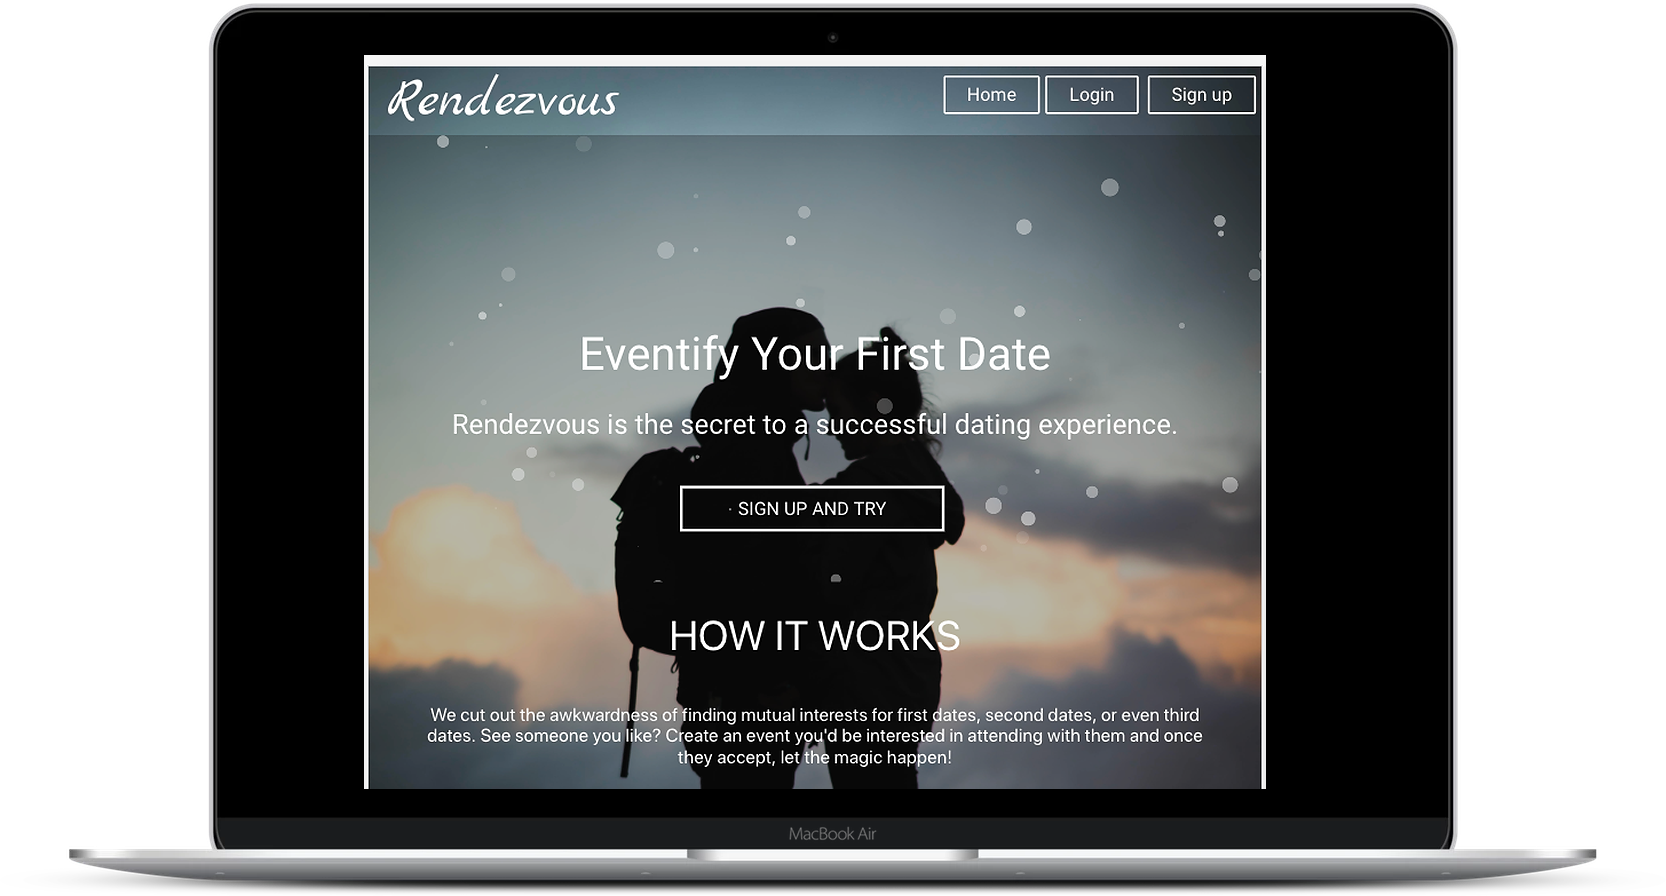 Rendezvous
Home Login Sign up
Eventify Your First Date
Rendezvous is the secret to a successful dating experience.
· SIGN UP AND TRY
HOW IT WORKS
We cut out the awkwardness of finding mutual interests for first dates, second dates, or even third
dates. See someone you like? Create an event you'd be interested in attending with them and once
they accept, let the magic happen!
MacBook Air